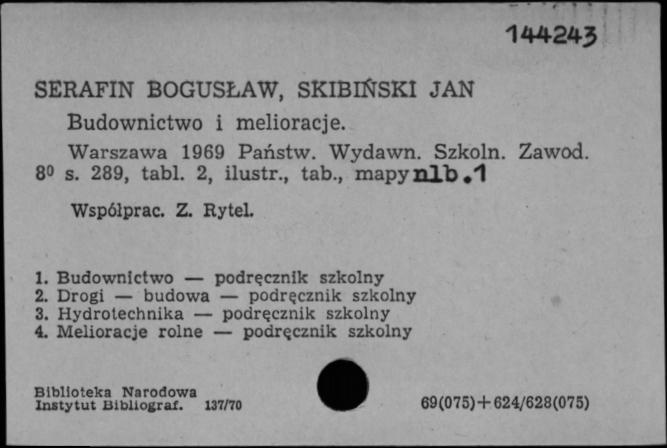 144243
SERAFIN BOGUSŁAW, SKIBIŃSKI JAN
Budownictwo i melioracje.
Warszawa 1969 Państw. Wydawn. Szkoln. Zawod.
8⁰ s. 289, tabl. 2, ilustr., tab., mapy nlb.1
Współprac. Z. Rytel.
1. Budownictwo — podręcznik szkolny
2. Drogi — budowa — podręcznik szkolny
3. Hydrotechnika — podręcznik szkolny
4. Melioracje rolne — podręcznik szkolny
Biblioteka Narodowa
Instytut Bibliograf. 137/70
69(075)+624/628(075)